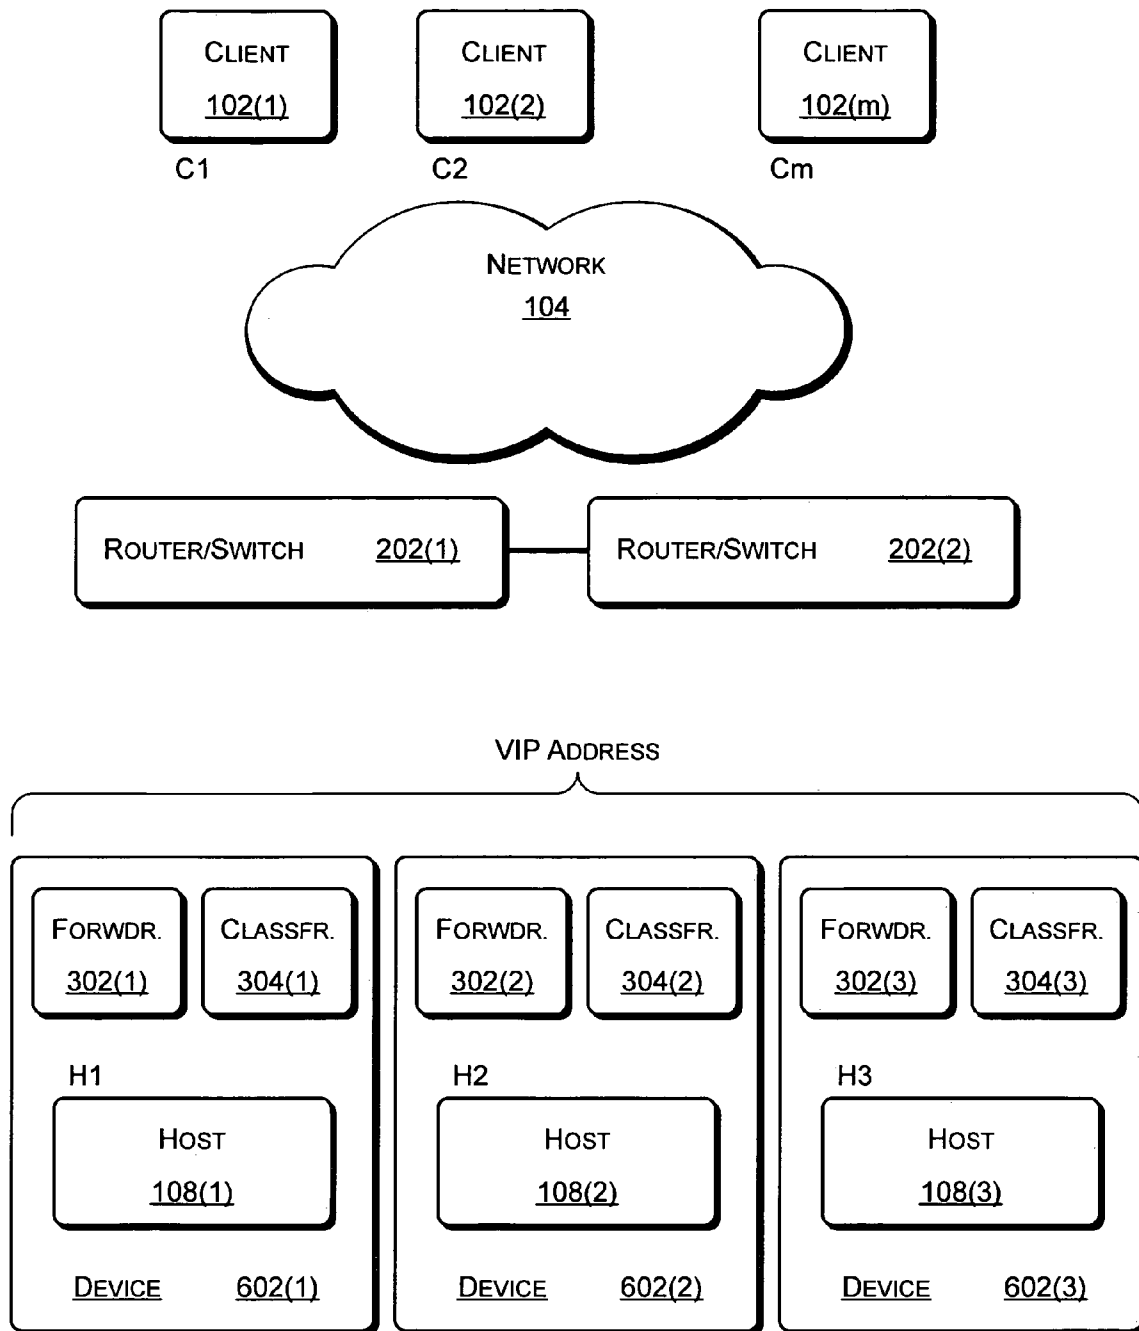 CLIENT
102(1)
C1
CLIENT
102(2)
C2
CLIENT
102(m)
Cm
NETWORK
104
ROUTER/SWITCH 202(1)
ROUTER/SWITCH 202(2)
VIP ADDRESS
FORWDR.
302(1)
CLASSFR.
304(1)
H1
HOST
108(1)
DEVICE 602(1)
FORWDR.
302(2)
CLASSFR.
304(2)
H2
HOST
108(2)
DEVICE 602(2)
FORWDR.
302(3)
CLASSFR.
304(3)
H3
HOST
108(3)
DEVICE 602(3)